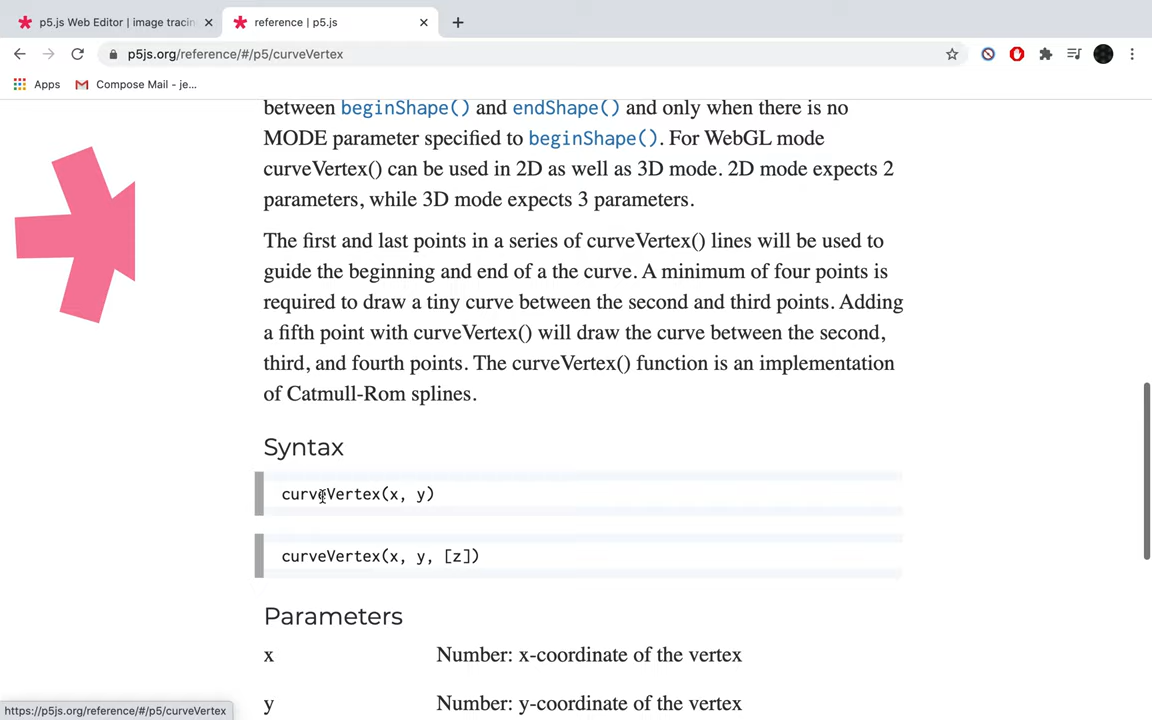 p5.js Web Editor | image tracin
reference | p5.js
p5js.org/reference/#/p5/curveVertex
Apps
Compose Mail - je...
between beginShape() and endShape() and only when there is no
MODE parameter specified to beginShape(). For WebGL mode
curveVertex() can be used in 2D as well as 3D mode. 2D mode expects 2
parameters, while 3D mode expects 3 parameters.
The first and last points in a series of curveVertex() lines will be used to
guide the beginning and end of a the curve. A minimum of four points is
required to draw a tiny curve between the second and third points. Adding
a fifth point with curveVertex() will draw the curve between the second,
third, and fourth points. The curveVertex() function is an implementation
of Catmull-Rom splines.
Syntax
curveVertex(x, y)
curveVertex(x, y, [z])
Parameters
x Number: x-coordinate of the vertex
y Number: y-coordinate of the vertex
https://p5js.org/reference/#/p5/curveVertex